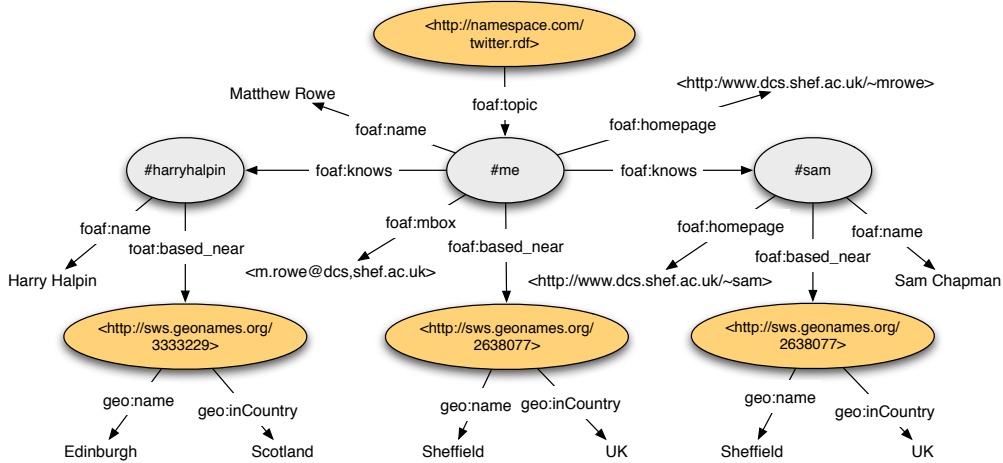 <http://namespace.com/
twitter.rdf>
Matthew Rowe
<http:/www.dcs.shef.ac.uk/~mrowe>
foaf:topic
foaf:name
foaf:homepage
#harryhalpin
foaf:knows
#me
foaf:knows
#sam
foaf:name
foaf:mbox
foaf:homepage
foaf:name
foaf:based_near
foaf:based_near
foaf:based_near
Harry Halpin
<m.rowe@dcs,shef.ac.uk>
<http://www.dcs.shef.ac.uk/~sam>
Sam Chapman
<http://sws.geonames.org/
3333229>
<http://sws.geonames.org/
2638077>
<http://sws.geonames.org/
2638077>
geo:name
geo:inCountry
geo:name
geo:inCountry
geo:name
geo:inCountry
Edinburgh
Scotland
Sheffield
UK
Sheffield
UK